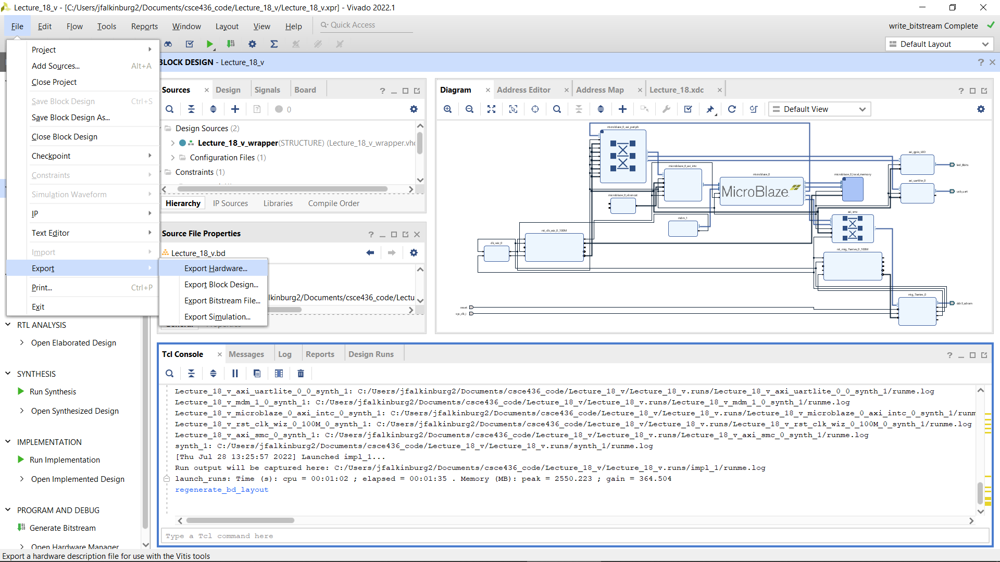 Lecture_18_v - [C:/Users/jfalkinburg2/Documents/csce436_code/Lecture_18_v/Lecture_18_v.xpr] - Vivado 2022.1
File Edit Flow Tools Reports Window Layout View Help Quick Access
write_bitstream Complete
Default Layout
Project
Add Sources... Alt+A
Close Project
Save Block Design Ctrl+S
Save Block Design As...
Close Block Design
Checkpoint
Constraints
Simulation Waveform
IP
Text Editor
Import
Export
Print... Ctrl+P
Exit
Export Hardware...
Export Block Design...
Export Bitstream File...
Export Simulation...
RTL ANALYSIS
Open Elaborated Design
SYNTHESIS
Run Synthesis
Open Synthesized Design
IMPLEMENTATION
Run Implementation
Open Implemented Design
PROGRAM AND DEBUG
Generate Bitstream
Open Hardware Manager
BLOCK DESIGN - Lecture_18_v
Sources Design Signals Board
0
Design Sources (2)
Lecture_18_v_wrapper(STRUCTURE) (Lecture_18_v_wrapper.vhd
Configuration Files (1)
Constraints (1)
Hierarchy IP Sources Libraries Compile Order
Source File Properties
Lecture_18_v.bd
lkinburg2/Documents/csce436_code/Lectu
General Properties
Diagram Address Editor Address Map Lecture_18.xdc
Default View
microblaze_0_axi_periph
microblaze_0_axi_intc
microblaze_0
MicroBlaze
microblaze_0_local_memory
axi_gpio_LED
led_8bits
axi_uartlite_0
usb_uart
microblaze_0_xlconcat
mdm_1
axi_smc
rst_clk_wiz_0_100M
clk_wiz_0
rst_mig_7series_0_100M
mig_7series_0
ddr3_sdram
reset
sys_clk_i
Tcl Console Messages Log Reports Design Runs
Lecture_18_v_axi_uartlite_0_0_synth_1: C:/Users/jfalkinburg2/Documents/csce436_code/Lecture_18_v/Lecture_18_v.runs/Lecture_18_v_axi_uartlite_0_0_synth_1/runme.log
Lecture_18_v_mdm_1_0_synth_1: C:/Users/jfalkinburg2/Documents/csce436_code/Lecture_18_v/Lecture_18_v.runs/Lecture_18_v_mdm_1_0_synth_1/runme.log
Lecture_18_v_microblaze_0_axi_intc_0_synth_1: C:/Users/jfalkinburg2/Documents/csce436_code/Lecture_18_v/Lecture_18_v.runs/Lecture_18_v_microblaze_0_axi_intc_0_synth_1/runm
Lecture_18_v_rst_clk_wiz_0_100M_0_synth_1: C:/Users/jfalkinburg2/Documents/csce436_code/Lecture_18_v/Lecture_18_v.runs/Lecture_18_v_rst_clk_wiz_0_100M_0_synth_1/runme.log
Lecture_18_v_axi_smc_0_synth_1: C:/Users/jfalkinburg2/Documents/csce436_code/Lecture_18_v/Lecture_18_v.runs/Lecture_18_v_axi_smc_0_synth_1/runme.log
synth_1: C:/Users/jfalkinburg2/Documents/csce436_code/Lecture_18_v/Lecture_18_v.runs/synth_1/runme.log
[Thu Jul 28 13:25:57 2022] Launched impl_1...
Run output will be captured here: C:/Users/jfalkinburg2/Documents/csce436_code/Lecture_18_v/Lecture_18_v.runs/impl_1/runme.log
launch_runs: Time (s): cpu = 00:01:02 ; elapsed = 00:01:35 . Memory (MB): peak = 2550.223 ; gain = 364.504
regenerate_bd_layout
Type a Tcl command here
Export a hardware description file for use with the Vitis tools